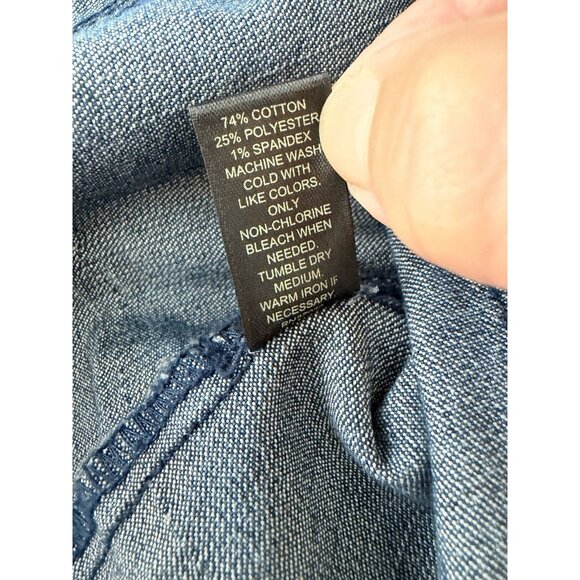 74% COTTON
25% POLYESTER
1% SPANDEX
MACHINE WASH
COLD WITH
LIKE COLORS.
ONLY
NON-CHLORINE
BLEACH WHEN
NEEDED.
TUMBLE DRY
MEDIUM.
WARM IRON IF
NECESSARY.